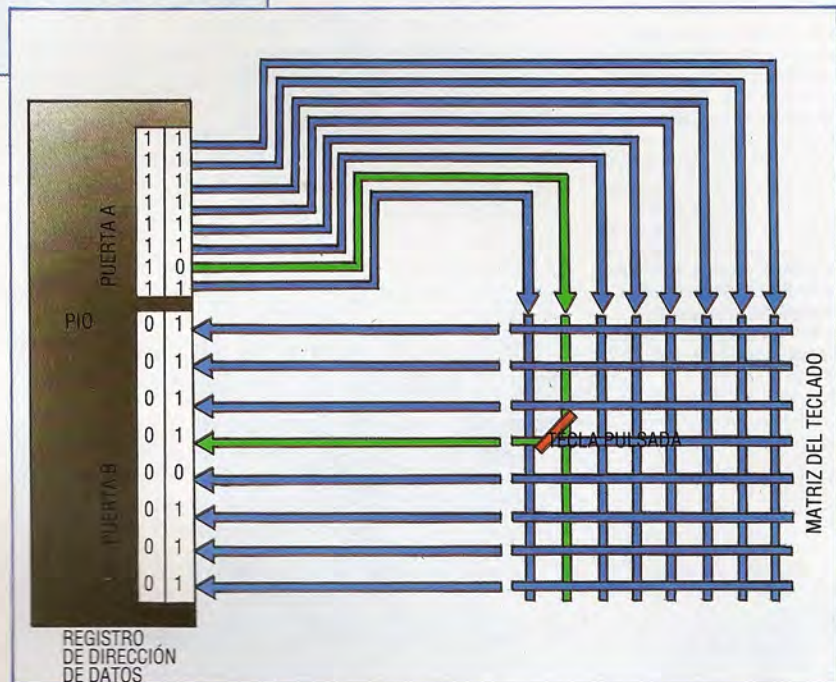 PUERTA A
1 1
1 1
1 1
1 1
1 1
1 1
1 0
1 1
PIO
PUERTA B
0 1
0 1
0 1
0 1
0 0
0 1
0 1
0 1
TECLA PULSADA
MATRIZ DEL TECLADO
REGISTRO
DE DIRECCIÓN
DE DATOS